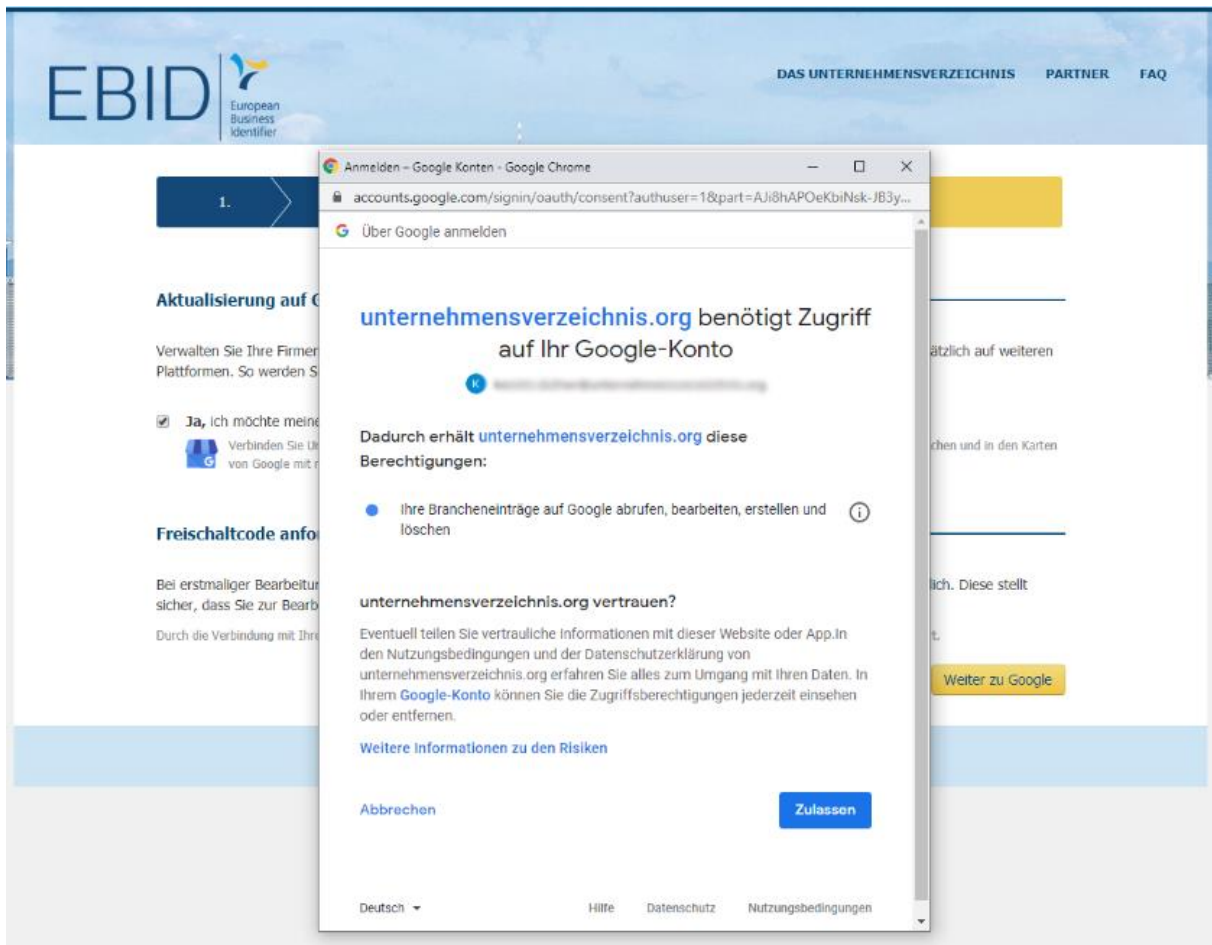 EBID
European
Business
Identifier
DAS UNTERNEHMENSVERZEICHNIS PARTNER FAQ
Anmelden – Google Konten - Google Chrome
accounts.google.com/signin/oauth/consent?authuser=1&part=AJi8hAPOeKbiNsk-JB3y...
1.
G Über Google anmelden
Aktualisierung auf G
unternehmensverzeichnis.org benötigt Zugriff
auf Ihr Google-Konto
Verwalten Sie Ihre Firmen
ätzlich auf weiteren
Plattformen. So werden S
K
Ja, ich möchte meine
Verbinden Sie Un
chen und in den Karten
von Google mit
Dadurch erhält unternehmensverzeichnis.org diese
Berechtigungen:
Ihre Brancheneinträge auf Google abrufen, bearbeiten, erstellen und
löschen
Freischaltcode anfo
Bei erstmaliger Bearbeitu
lich. Diese stellt
sicher, dass Sie zur Bearb
Durch die Verbindung mit Ihre
t.
unternehmensverzeichnis.org vertrauen?
Eventuell teilen Sie vertrauliche Informationen mit dieser Website oder App.In
den Nutzungsbedingungen und der Datenschutzerklärung von
unternehmensverzeichnis.org erfahren Sie alles zum Umgang mit Ihren Daten. In
Ihrem Google-Konto können Sie die Zugriffsberechtigungen jederzeit einsehen
oder entfernen.
Weiter zu Google
Weitere Informationen zu den Risiken
Abbrechen Zulassen
Deutsch Hilfe Datenschutz Nutzungsbedingungen